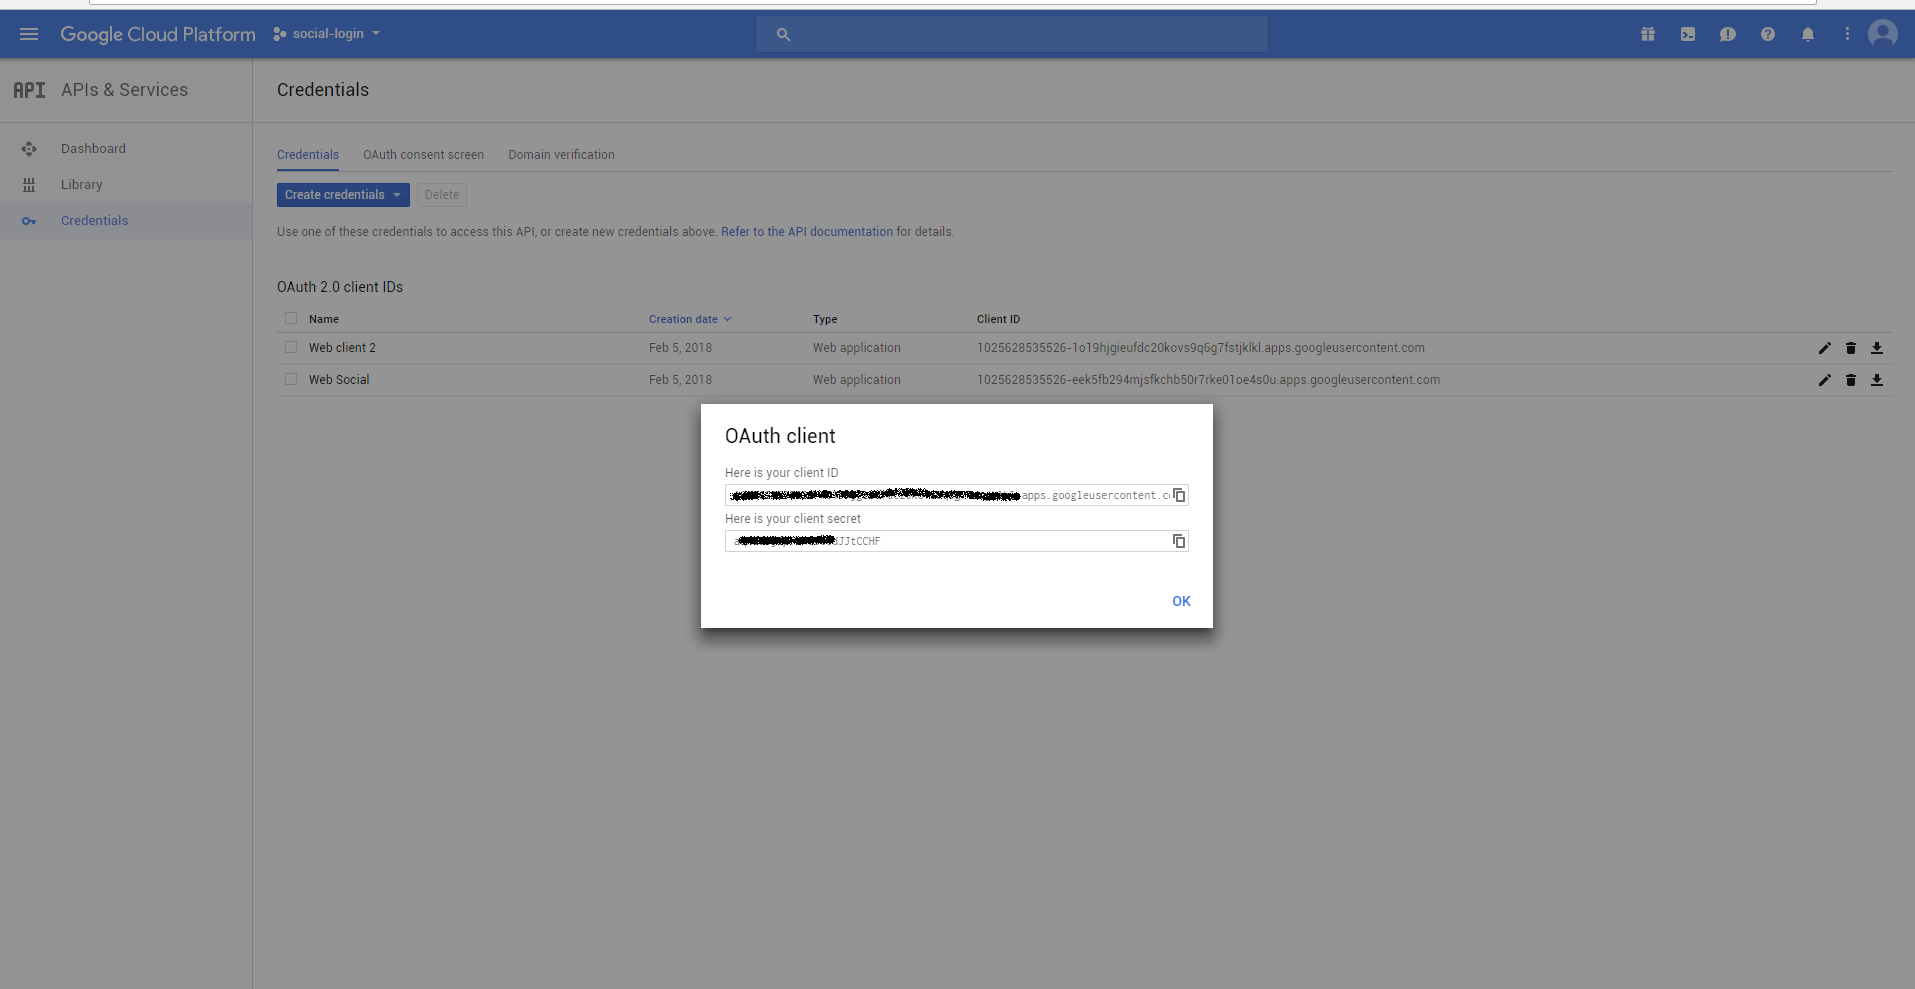 Google Cloud Platform social-login
API APIs & Services
Credentials
Dashboard
Library
Credentials
Credentials OAuth consent screen Domain verification
Create credentials Delete
Use one of these credentials to access this API, or create new credentials above. Refer to the API documentation for details.
OAuth 2.0 client IDs
Name Creation date Type Client ID
Web client 2 Feb 5, 2018 Web application 1025628535526-1o19hjgieufdc20kovs9q6g7fstjklkl.apps.googleusercontent.com
Web Social Feb 5, 2018 Web application 1025628535526-eek5fb294mjsfkchb50r7rke01oe4s0u.apps.googleusercontent.com
OAuth client
Here is your client ID
.apps.googleusercontent.c
Here is your client secret
JJtCCHF
OK